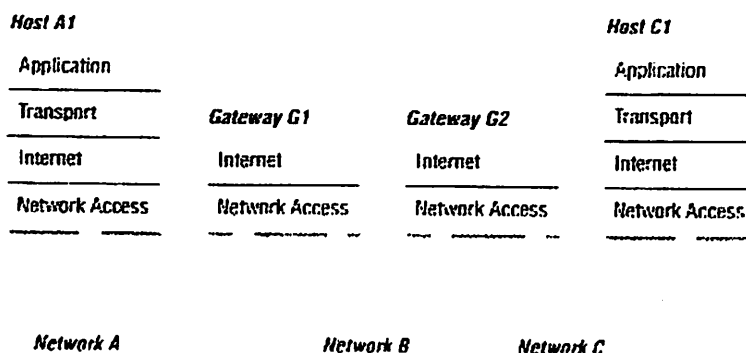 Host A1
Host C1
Application
Application
Transport
Gateway G1
Gateway G2
Transport
Internet
Internet
Internet
Internet
Network Access
Network Access
Network Access
Network Access
Network A
Network B
Network C